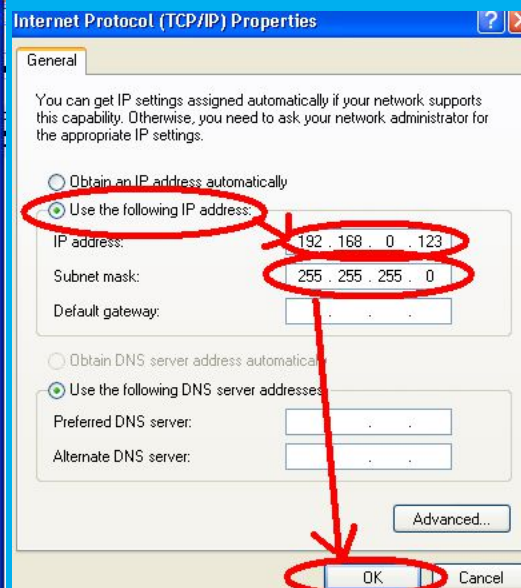 Internet Protocol (TCP/IP) Properties
General
You can get IP settings assigned automatically if your network supports
this capability. Otherwise, you need to ask your network administrator for
the appropriate IP settings.
Obtain an IP address automatically
Use the following IP address:
IP address: 192 . 168 . 0 . 123
Subnet mask: 255 . 255 . 255 . 0
Default gateway: . . .
Obtain DNS server address automatically
Use the following DNS server addresses
Preferred DNS server: . . .
Alternate DNS server: . . .
Advanced...
OK Cancel